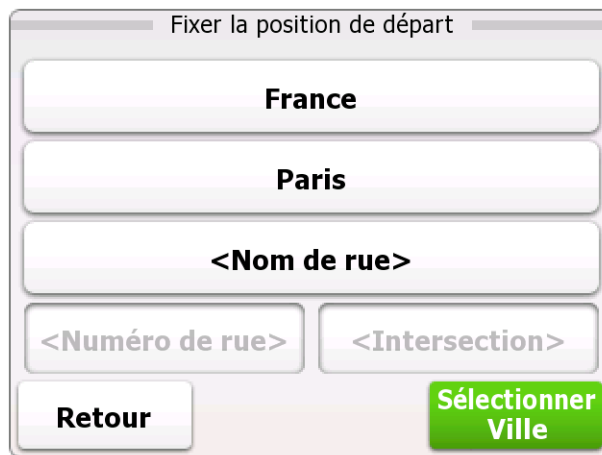 Fixer la position de départ
France
Paris
<Nom de rue>
<Numéro de rue> <Intersection>
Retour
Sélectionner
Ville